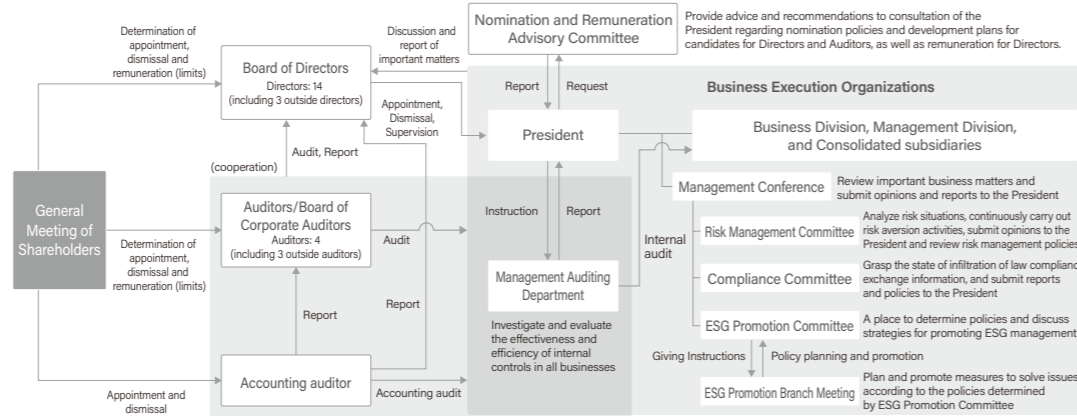 Nomination and Remuneration
Advisory Committee
Provide advice and recommendations to consultation of the
President regarding nomination policies and development plans for
candidates for Directors and Auditors, as well as remuneration for Directors.
Determination of
appointment,
dismissal and
remuneration (limits)
Discussion and
report of
important matters
Board of Directors
Directors: 14
(including 3 outside directors)
Report
Request
Business Execution Organizations
Appointment,
Dismissal,
Supervision
President
Business Division, Management Division,
and Consolidated subsidiaries
(cooperation)
Audit, Report
General
Meeting of
Shareholders
Auditors/Board of
Corporate Auditors
Auditors: 4
(including 3 outside auditors)
Audit
Instruction
Report
Internal
audit
Management Conference
Review important business matters and
submit opinions and reports to the President
Risk Management Committee
Analyze risk situations, continuously carry out
risk aversion activities, submit opinions to the
President and review risk management policies
Determination of
appointment,
dismissal and
remuneration (limits)
Management Auditing
Department
Compliance Committee
Grasp the state of infiltration of law compliance
exchange information, and submit reports
and policies to the President
Report
Report
Investigate and evaluate
the effectiveness and
efficiency of internal
controls in all businesses
ESG Promotion Committee
A place to determine policies and discuss
strategies for promoting ESG management
Giving Instructions
Policy planning and promotion
Accounting auditor
Accounting audit
Appointment and
dismissal
ESG Promotion Branch Meeting
Plan and promote measures to solve issues
according to the policies determined
by ESG Promotion Committee